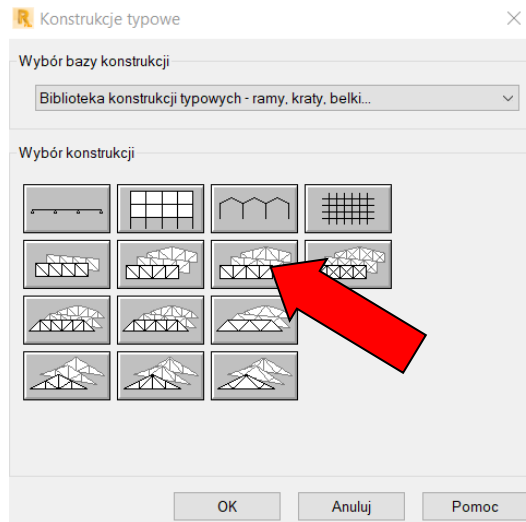 R Konstrukcje typowe
Wybór bazy konstrukcji
Biblioteka konstrukcji typowych - ramy, kraty, belki...
Wybór konstrukcji
OK Anuluj Pomoc